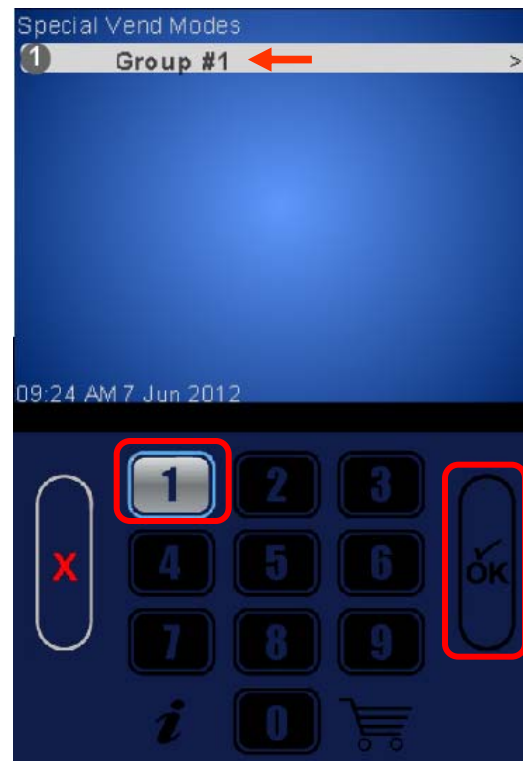 Special Vend Modes
1 Group #1 >
09:24 AM 7 Jun 2012
1 2 3
X 4 5 6 OK
7 8 9
i 0